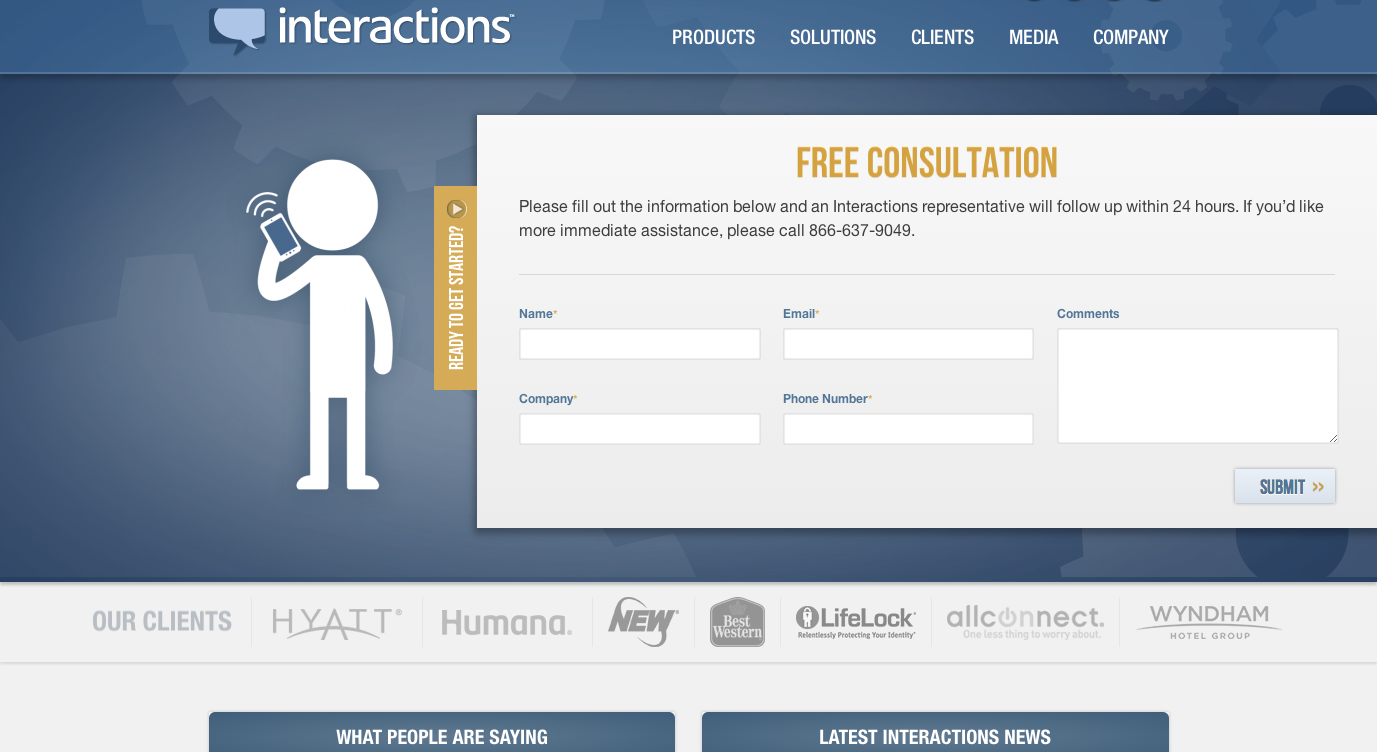 interactions™
PRODUCTS SOLUTIONS CLIENTS MEDIA COMPANY
READY TO GET STARTED?
FREE CONSULTATION
Please fill out the information below and an Interactions representative will follow up within 24 hours. If you’d like
more immediate assistance, please call 866-637-9049.
Name* Email* Comments
Company* Phone Number*
SUBMIT »
OUR CLIENTS
HYATT®
Humana.
NEW®
Best
Western
LifeLock®
Relentlessly Protecting Your Identity®
allconnect.
One less thing to worry about.
WYNDHAM
HOTEL GROUP
WHAT PEOPLE ARE SAYING
LATEST INTERACTIONS NEWS